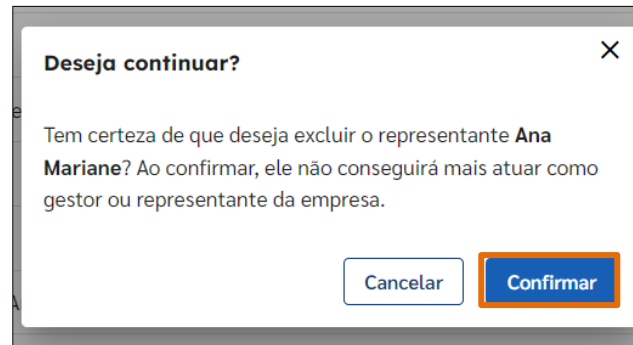 Deseja continuar?
Tem certeza de que deseja excluir o representante Ana
Mariane? Ao confirmar, ele não conseguirá mais atuar como
gestor ou representante da empresa.
Cancelar
Confirmar